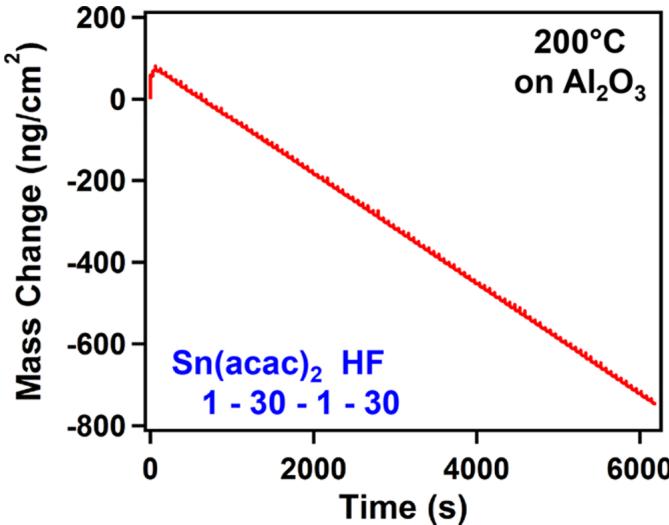 200
0
-200
-400
-600
-800
Mass Change (ng/cm²)
200°C
on Al₂O₃
Sn(acac)₂ HF
1 - 30 - 1 - 30
0 2000 4000 6000
Time (s)